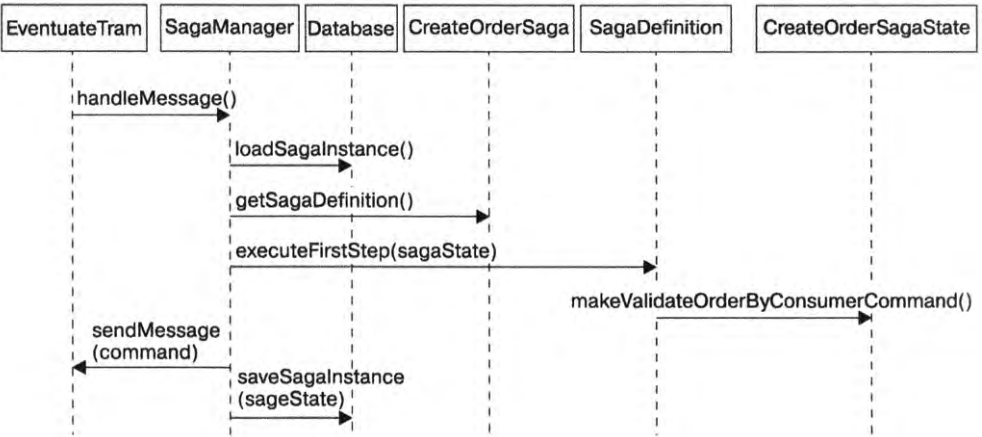 EventuateTram
SagaManager
Database
CreateOrderSaga
SagaDefinition
CreateOrderSagaState
handleMessage()
loadSagaInstance()
getSagaDefinition()
executeFirstStep(sagaState)
makeValidateOrderByConsumerCommand()
sendMessage
(command)
saveSagaInstance
(sageState)